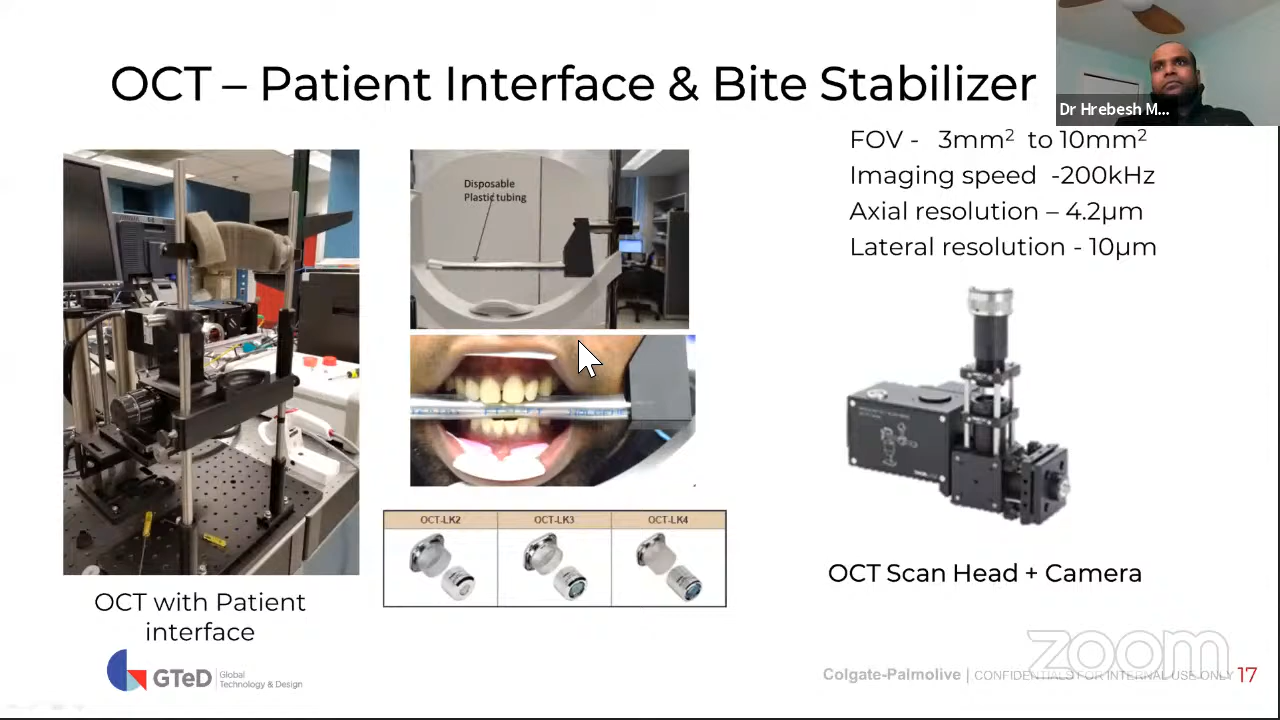 OCT – Patient Interface & Bite Stabilizer
Dr Hrebesh M...
FOV - 3mm² to 10mm²
Imaging speed -200kHz
Axial resolution – 4.2µm
Lateral resolution - 10µm
Disposable
Plastic tubing
OCT-LK2 OCT-LK3 OCT-LK4
OCT Scan Head + Camera
OCT with Patient
interface
GTeD Global
Technology & Design
zoom
Colgate-Palmolive | CONFIDENTIALS FOR INTERNAL USE ONLY 17